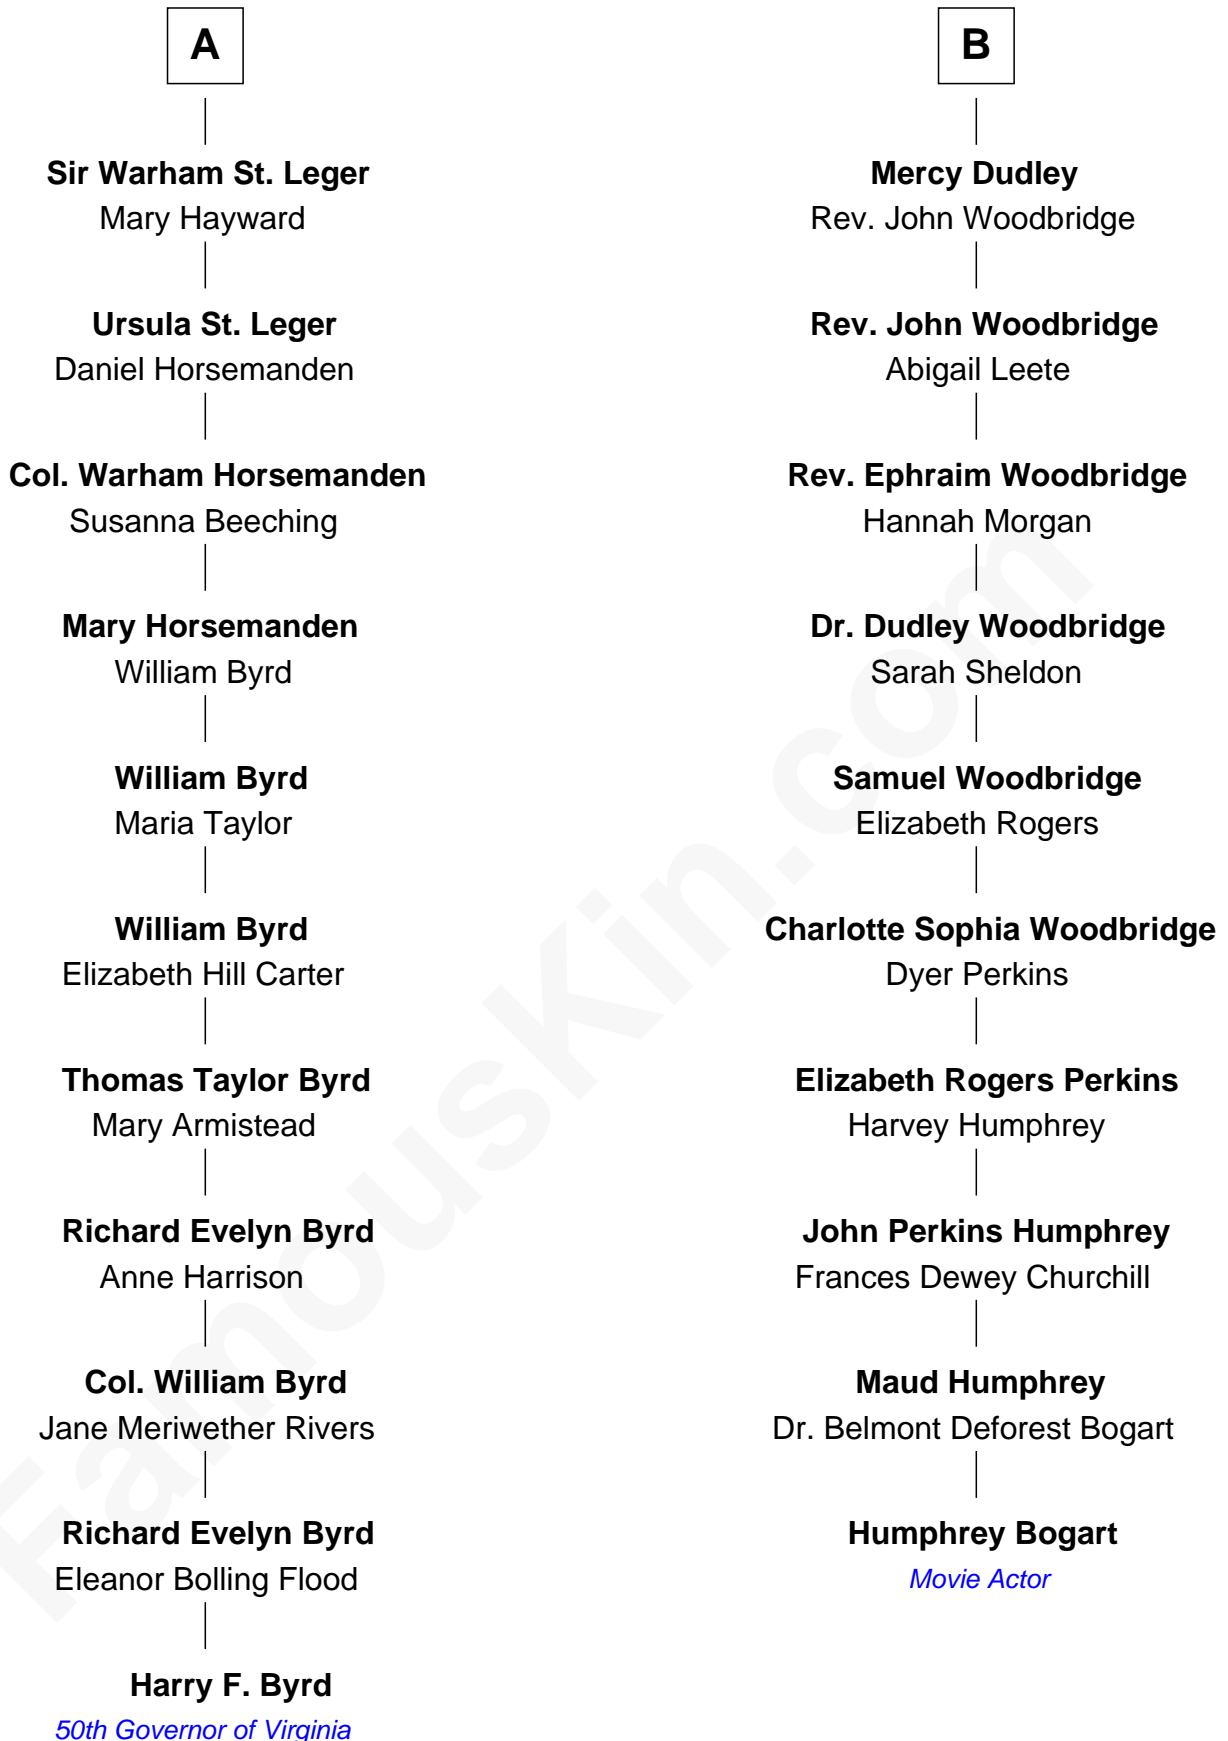 A
Sir Warham St. Leger
Mary Hayward
Ursula St. Leger
Daniel Horsemanden
Col. Warham Horsemanden
Susanna Beeching
Mary Horsemanden
William Byrd
William Byrd
Maria Taylor
William Byrd
Elizabeth Hill Carter
Thomas Taylor Byrd
Mary Armistead
Richard Evelyn Byrd
Anne Harrison
Col. William Byrd
Jane Meriwether Rivers
Richard Evelyn Byrd
Eleanor Bolling Flood
Harry F. Byrd
50th Governor of Virginia
B
Mercy Dudley
Rev. John Woodbridge
Rev. John Woodbridge
Abigail Leete
Rev. Ephraim Woodbridge
Hannah Morgan
Dr. Dudley Woodbridge
Sarah Sheldon
Samuel Woodbridge
Elizabeth Rogers
Charlotte Sophia Woodbridge
Dyer Perkins
Elizabeth Rogers Perkins
Harvey Humphrey
John Perkins Humphrey
Frances Dewey Churchill
Maud Humphrey
Dr. Belmont Deforest Bogart
Humphrey Bogart
Movie Actor
FamousKin.com